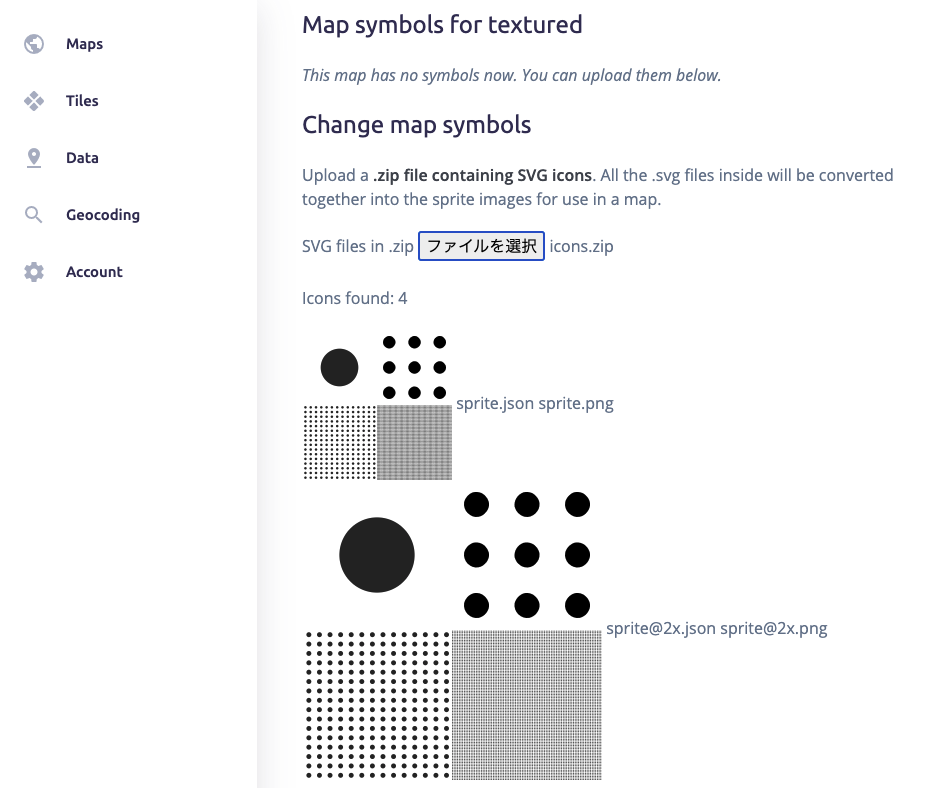 Maps
Tiles
Data
Geocoding
Account
Map symbols for textured
This map has no symbols now. You can upload them below.
Change map symbols
Upload a .zip file containing SVG icons. All the .svg files inside will be converted
together into the sprite images for use in a map.
SVG files in .zip ファイルを選択 icons.zip
Icons found: 4
sprite.json sprite.png
sprite@2x.json sprite@2x.png